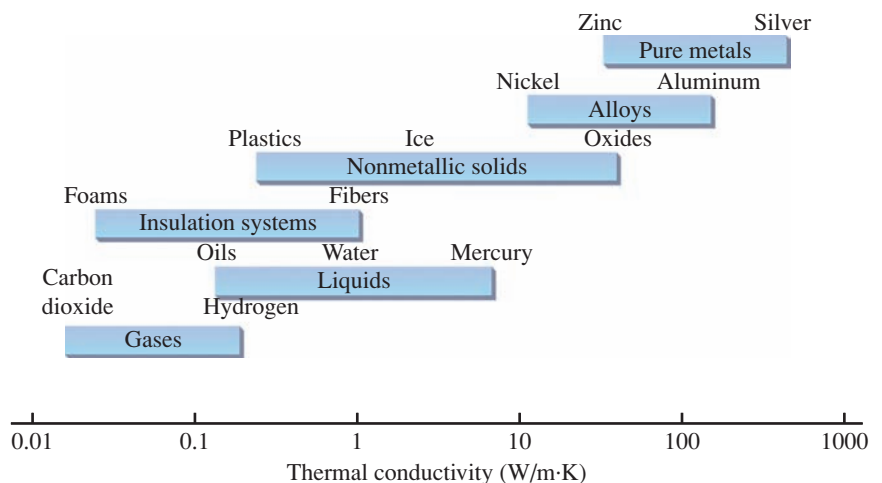 Zinc Silver
Pure metals
Nickel Aluminum
Alloys
Plastics Ice Oxides
Nonmetallic solids
Foams Fibers
Insulation systems
Oils Water Mercury
Carbon
dioxide
Liquids
Hydrogen
Gases
0.01 0.1 1 10 100 1000
Thermal conductivity (W/m·K)